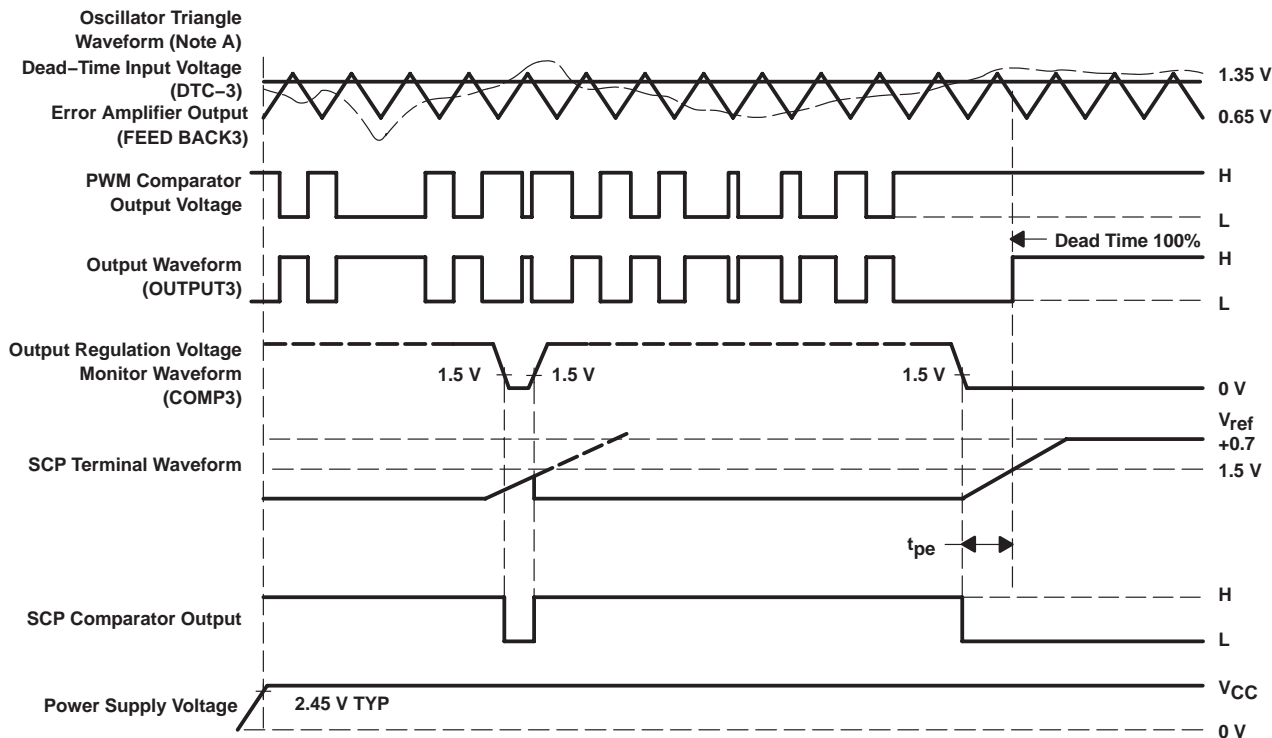 Oscillator Triangle
Waveform (Note A)
Dead−Time Input Voltage
(DTC−3)
Error Amplifier Output
(FEED BACK3)
1.35 V
0.65 V
PWM Comparator
Output Voltage
H
L
Dead Time 100%
Output Waveform
(OUTPUT3)
H
L
Output Regulation Voltage
Monitor Waveform
(COMP3)
1.5 V
1.5 V
1.5 V
0 V
SCP Terminal Waveform
Vref
+0.7
1.5 V
tpe
SCP Comparator Output
H
L
Power Supply Voltage
2.45 V TYP
VCC
0 V